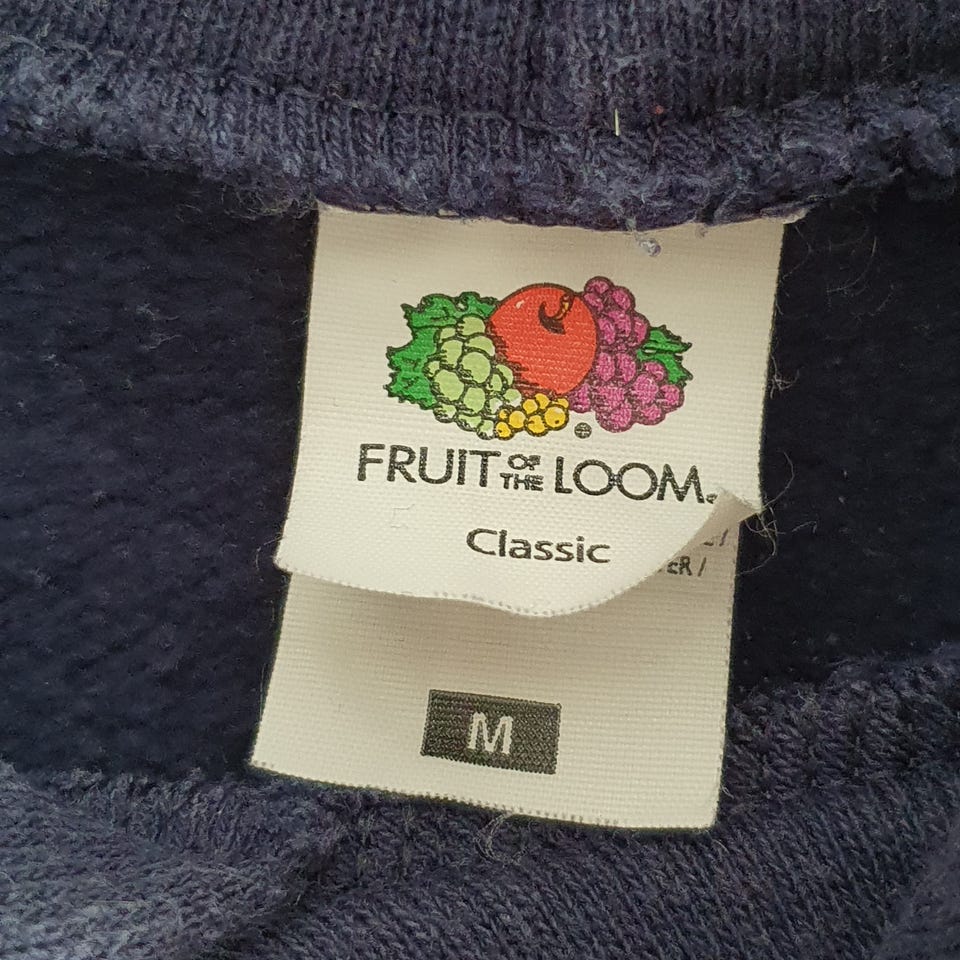 FRUIT OF THE LOOM.
Classic
M